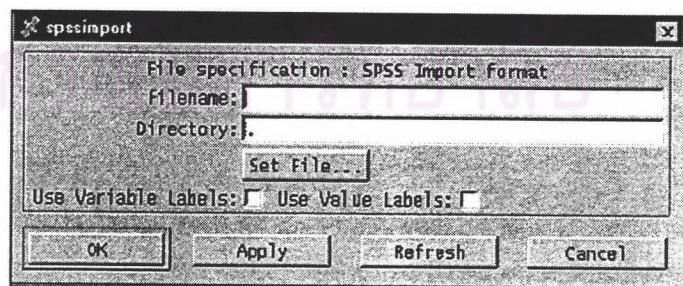 spssimport
File specification : SPSS Import format
Filename:
Directory: .
Set File...
Use Variable Labels: Use Value Labels:
OK Apply Refresh Cancel